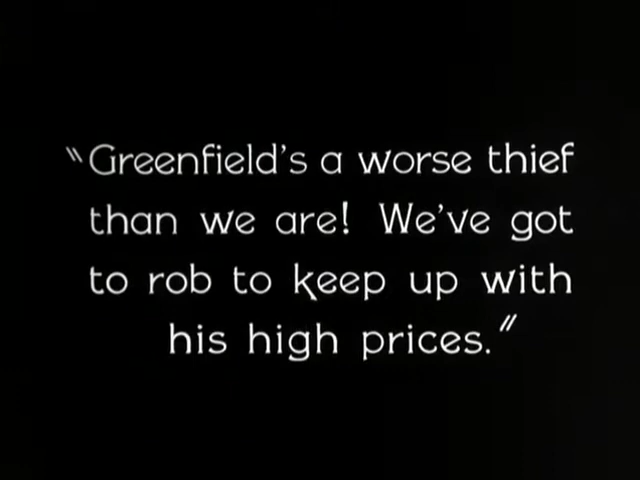 "Greenfield's a worse thief
than we are! We've got
to rob to keep up with
his high prices."